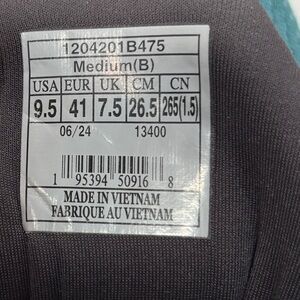 1204201B475
Medium(B)
USA EUR UK CM CN
9.5 41 7.5 26.5 265(1.5)
06/24 13400
1 95394 50916 8
MADE IN VIETNAM
FABRIQUE AU VIETNAM